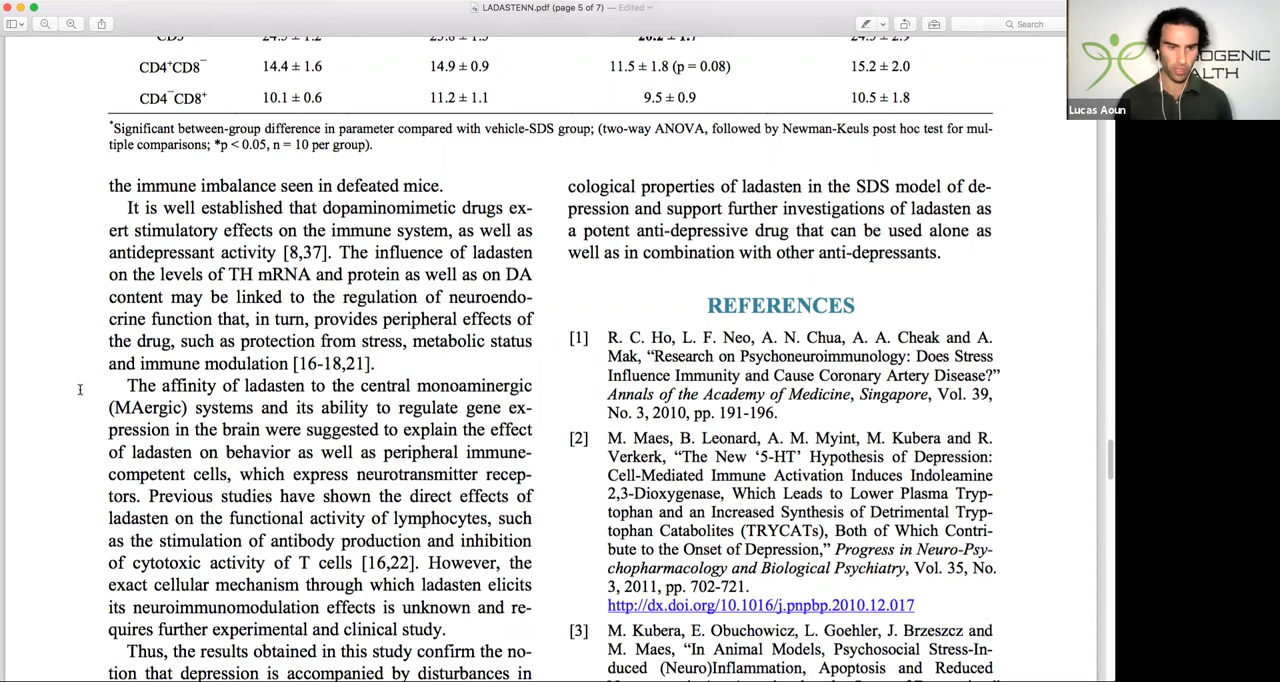 LADASTENN.pdf (page 5 of 7) — Edited
Search
CD4⁺CD8⁻ 14.4 ± 1.6 14.9 ± 0.9 11.5 ± 1.8 (p = 0.08) 15.2 ± 2.0
CD4⁻CD8⁺ 10.1 ± 0.6 11.2 ± 1.1 9.5 ± 0.9 10.5 ± 1.8
*Significant between-group difference in parameter compared with vehicle-SDS group; (two-way ANOVA, followed by Newman-Keuls post hoc test for mul-
tiple comparisons; *p < 0.05, n = 10 per group).
the immune imbalance seen in defeated mice.
It is well established that dopaminomimetic drugs ex-
ert stimulatory effects on the immune system, as well as
antidepressant activity [8,37]. The influence of ladasten
on the levels of TH mRNA and protein as well as on DA
content may be linked to the regulation of neuroendo-
crine function that, in turn, provides peripheral effects of
the drug, such as protection from stress, metabolic status
and immune modulation [16-18,21].
The affinity of ladasten to the central monoaminergic
(MAergic) systems and its ability to regulate gene ex-
pression in the brain were suggested to explain the effect
of ladasten on behavior as well as peripheral immune-
competent cells, which express neurotransmitter recep-
tors. Previous studies have shown the direct effects of
ladasten on the functional activity of lymphocytes, such
as the stimulation of antibody production and inhibition
of cytotoxic activity of T cells [16,22]. However, the
exact cellular mechanism through which ladasten elicits
its neuroimmunomodulation effects is unknown and re-
quires further experimental and clinical study.
Thus, the results obtained in this study confirm the no-
tion that depression is accompanied by disturbances in
cological properties of ladasten in the SDS model of de-
pression and support further investigations of ladasten as
a potent anti-depressive drug that can be used alone as
well as in combination with other anti-depressants.
REFERENCES
[1] R. C. Ho, L. F. Neo, A. N. Chua, A. A. Cheak and A.
Mak, “Research on Psychoneuroimmunology: Does Stress
Influence Immunity and Cause Coronary Artery Disease?”
Annals of the Academy of Medicine, Singapore, Vol. 39,
No. 3, 2010, pp. 191-196.
[2] M. Maes, B. Leonard, A. M. Myint, M. Kubera and R.
Verkerk, “The New ‘5-HT’ Hypothesis of Depression:
Cell-Mediated Immune Activation Induces Indoleamine
2,3-Dioxygenase, Which Leads to Lower Plasma Tryp-
tophan and an Increased Synthesis of Detrimental Tryp-
tophan Catabolites (TRYCATs), Both of Which Contri-
bute to the Onset of Depression,” Progress in Neuro-Psy-
chopharmacology and Biological Psychiatry, Vol. 35, No.
3, 2011, pp. 702-721.
http://dx.doi.org/10.1016/j.pnpbp.2010.12.017
[3] M. Kubera, E. Obuchowicz, L. Goehler, J. Brzeszcz and
M. Maes, “In Animal Models, Psychosocial Stress-In-
duced (Neuro)Inflammation, Apoptosis and Reduced
Lucas Aoun